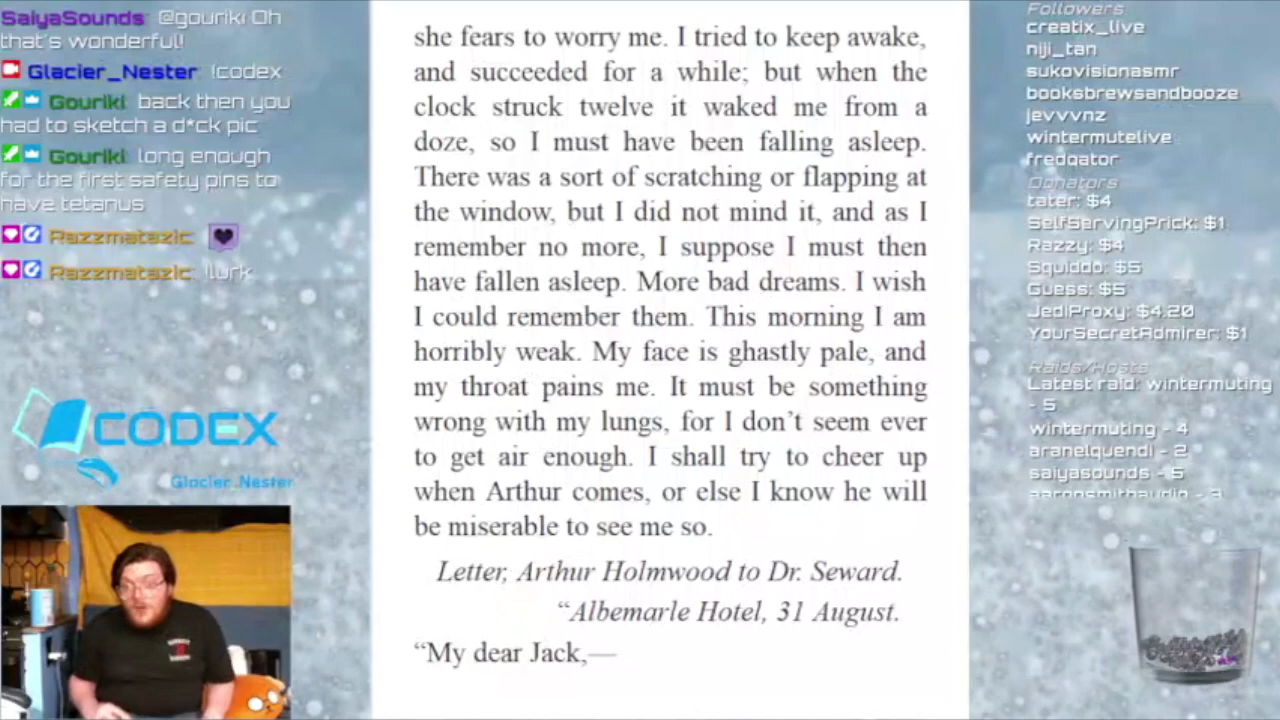 SaiyaSounds: @gouriki Oh
that's wonderful!
Glacier_Nester: !codex
Gouriki: back then you
had to sketch a d*ck pic
Gouriki: long enough
for the first safety pins to
have tetanus
Razzmatazic:
Razzmatazic: !lurk
CODEX
Glacier_Nester
she fears to worry me. I tried to keep awake,
and succeeded for a while; but when the
clock struck twelve it waked me from a
doze, so I must have been falling asleep.
There was a sort of scratching or flapping at
the window, but I did not mind it, and as I
remember no more, I suppose I must then
have fallen asleep. More bad dreams. I wish
I could remember them. This morning I am
horribly weak. My face is ghastly pale, and
my throat pains me. It must be something
wrong with my lungs, for I don't seem ever
to get air enough. I shall try to cheer up
when Arthur comes, or else I know he will
be miserable to see me so.
Letter, Arthur Holmwood to Dr. Seward.
“Albemarle Hotel, 31 August.
“My dear Jack,—
Followers
creatix_live
niji_tan
sukovisionasmr
booksbrewsandbooze
jevvvnz
wintermutelive
fredgator
Donators
tater: $4
SelfServingPrick: $1
Razzy: $4
Squiddo: $5
Guess: $5
JediProxy: $4.20
YourSecretAdmirer: $1
Raids/Hosts
Latest raid: wintermuting
- 5
wintermuting - 4
aranelquendi - 2
saiyasounds - 5
aaronsmithaudio - 3